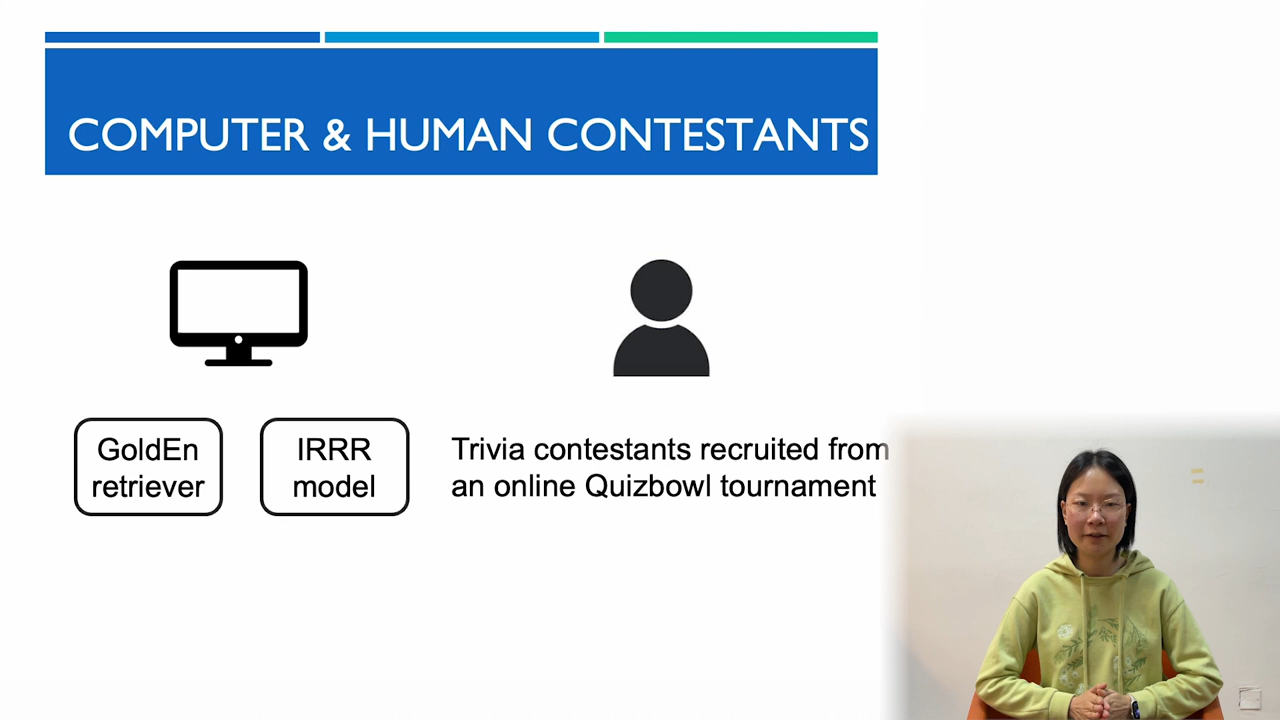 COMPUTER & HUMAN CONTESTANTS
GoldEn
retriever
IRRR
model
Trivia contestants recruited from
an online Quizbowl tournament